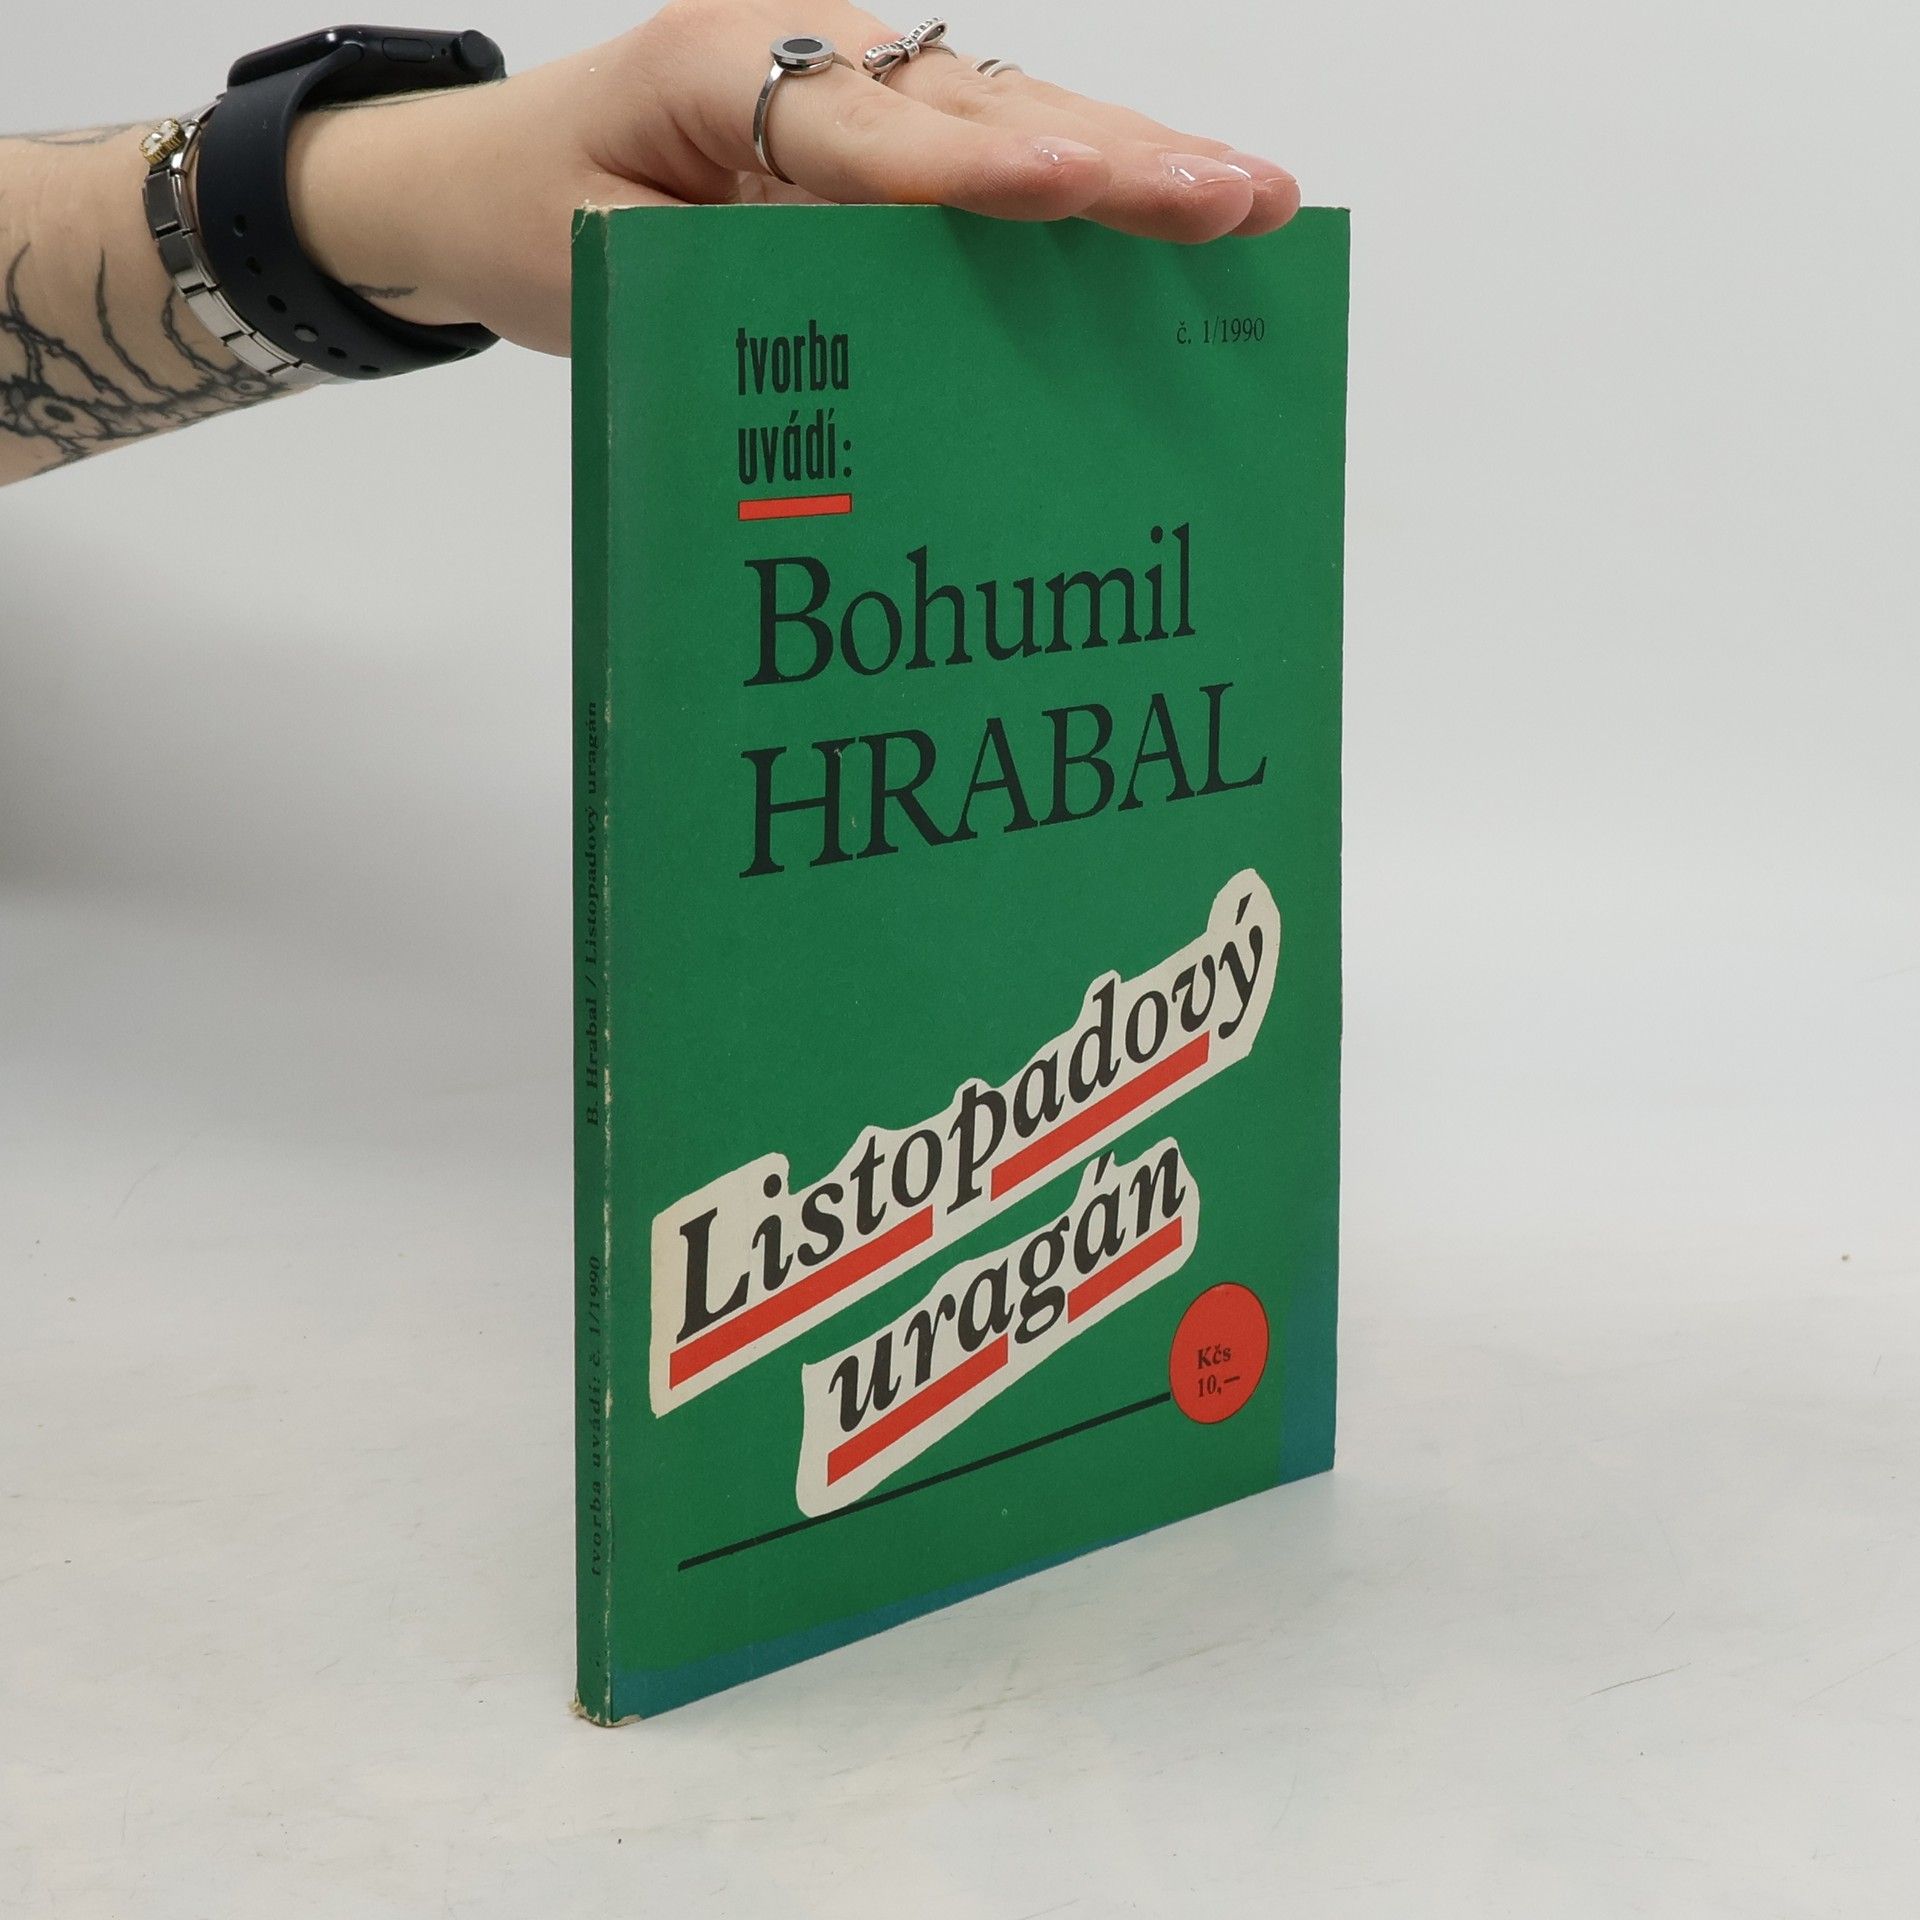 tvorba
uvádí:
č. 1/1990
Bohumil
HRABAL
Listopadový
uragán
Kčs
10,—
tvorba uvádí: č. 1/1990 B. Hrabal / Listopadový uragán